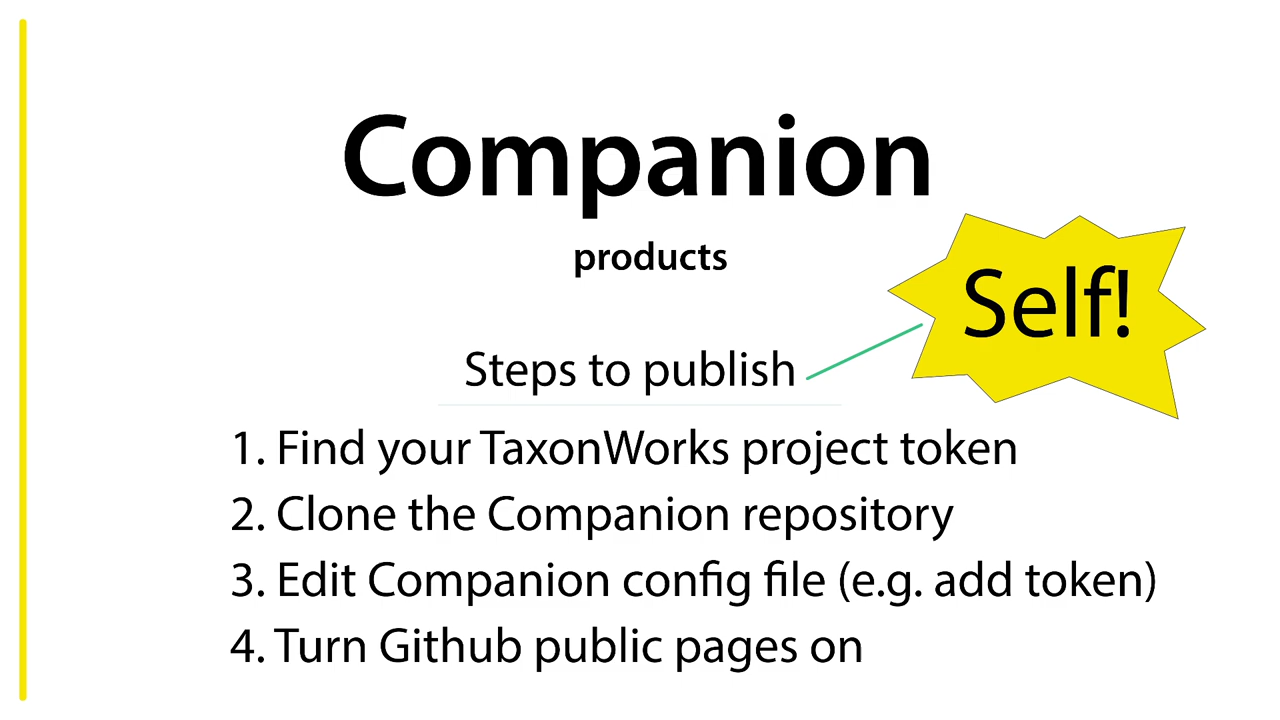 Companion
products
Self!
Steps to publish
1. Find your TaxonWorks project token
2. Clone the Companion repository
3. Edit Companion config file (e.g. add token)
4. Turn Github public pages on